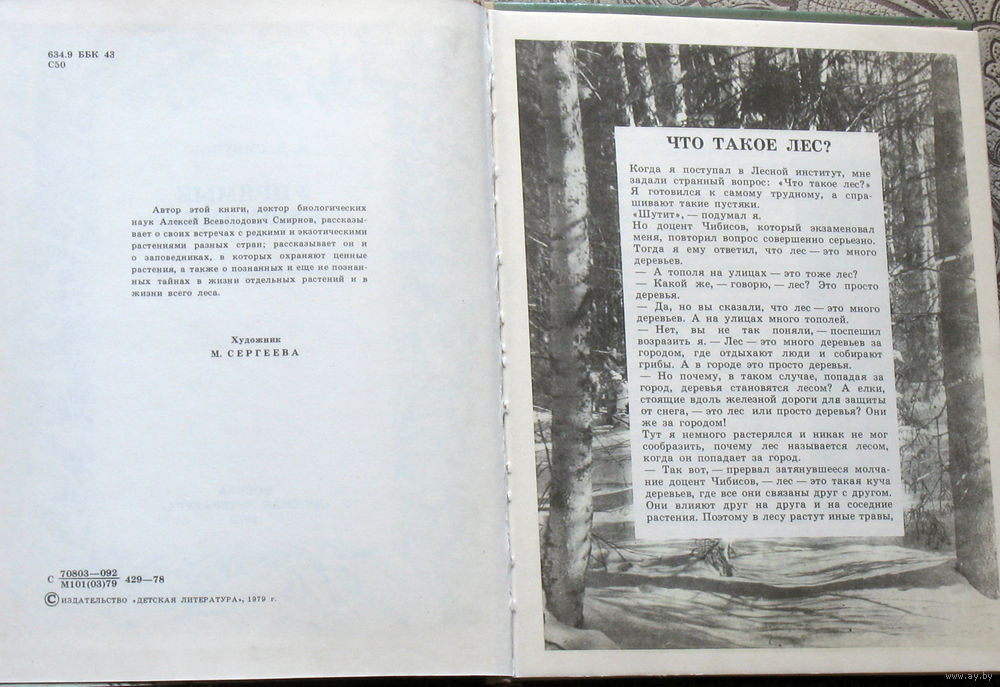 634.9 ББК 43
С50
Автор этой книги, доктор биологических
наук Алексей Всеволодович Смирнов, рассказы-
вает о своих встречах с редкими и экзотическими
растениями разных стран; рассказывает он и
о заповедниках, в которых охраняют ценные
растения, а также о познанных и еще не познан-
ных тайнах в жизни отдельных растений и в
жизни всего леса.
Художник
М. СЕРГЕЕВА
С 70803—092
М101(03)79 429—78
© ИЗДАТЕЛЬСТВО «ДЕТСКАЯ ЛИТЕРАТУРА», 1979 г.
ЧТО ТАКОЕ ЛЕС?
Когда я поступал в Лесной институт, мне
задали странный вопрос: «Что такое лес?»
Я готовился к самому трудному, а спра-
шивают такие пустяки.
«Шутит», — подумал я.
Но доцент Чибисов, который экзаменовал
меня, повторил вопрос совершенно серьезно.
Тогда я ему ответил, что лес — это много
деревьев.
— А тополя на улицах — это тоже лес?
— Какой же, — говорю, — лес? Это просто
деревья.
— Да, но вы сказали, что лес — это много
деревьев. А на улицах много тополей.
— Нет, вы не так поняли, — поспешил
возразить я. — Лес — это много деревьев за
городом, где отдыхают люди и собирают
грибы. А в городе это просто деревья.
— Но почему, в таком случае, попадая за
город, деревья становятся лесом? А елки,
стоящие вдоль железной дороги для защиты
от снега, — это лес или просто деревья? Они
же за городом!
Тут я немного растерялся и никак не мог
сообразить, почему лес называется лесом,
когда он попадает за город.
— Так вот, — прервал затянувшееся молча-
ние доцент Чибисов, — лес — это такая куча
деревьев, где все они связаны друг с другом.
Они влияют друг на друга и на соседние
растения. Поэтому в лесу растут иные травы,
www.ay.by